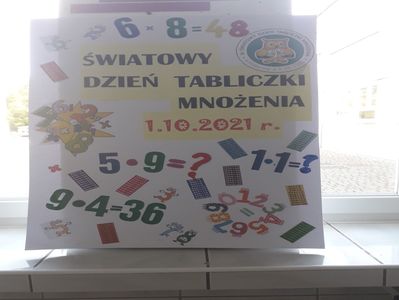 6 • 8 = 48
ŚWIATOWY
DZIEŃ TABLICZKI
MNOŻENIA
1.10.2021 r.
5 • 9 = ?
1 • 1 = ?
9 • 4 = 36